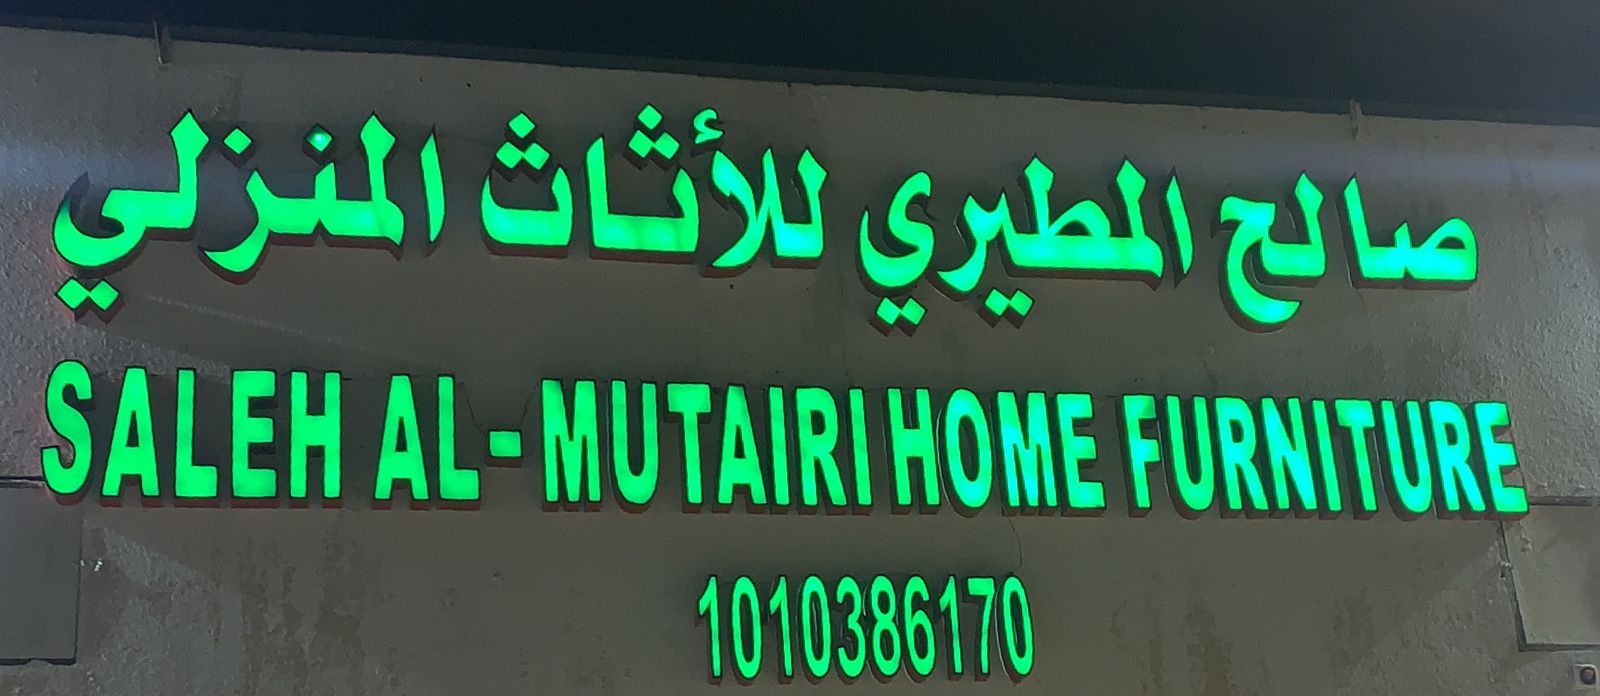 صالح المطيري للأثاث المنزلي
SALEH AL-MUTAIRI HOME FURNITURE
1010386170